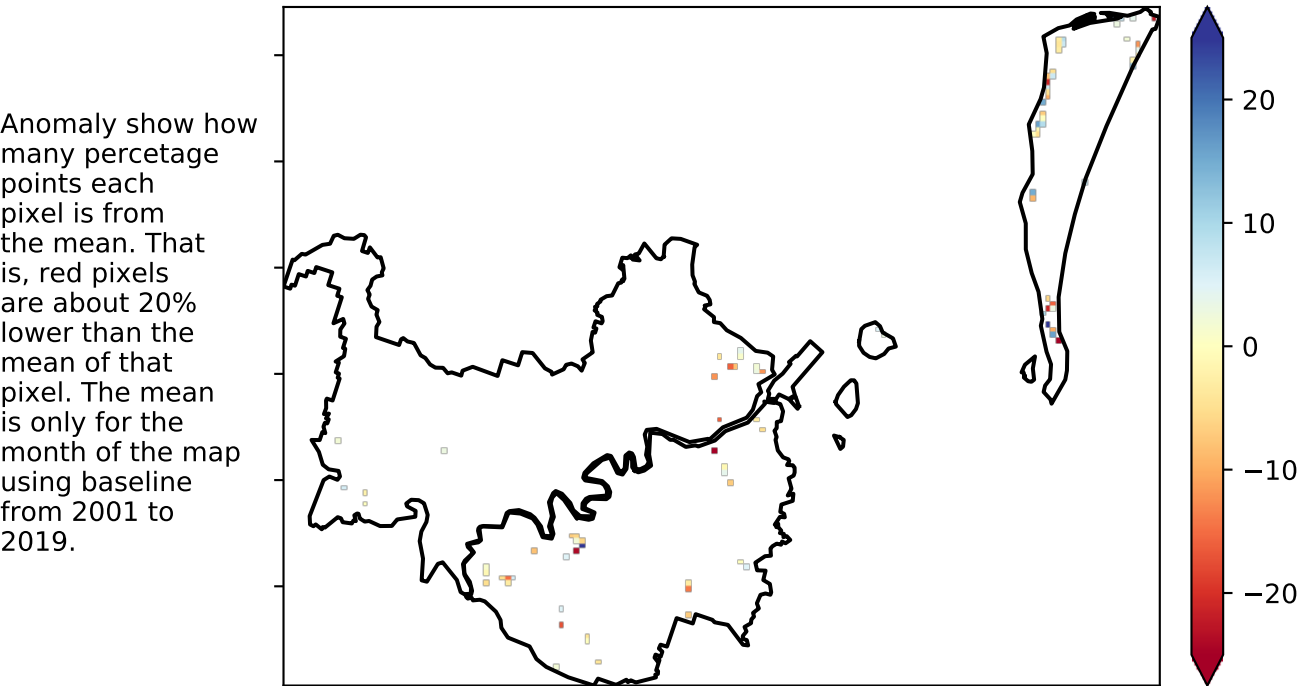 Anomaly show how
many percetage
points each
pixel is from
the mean. That
is, red pixels
are about 20%
lower than the
mean of that
pixel. The mean
is only for the
month of the map
using baseline
from 2001 to
2019.
20
10
0
−10
−20